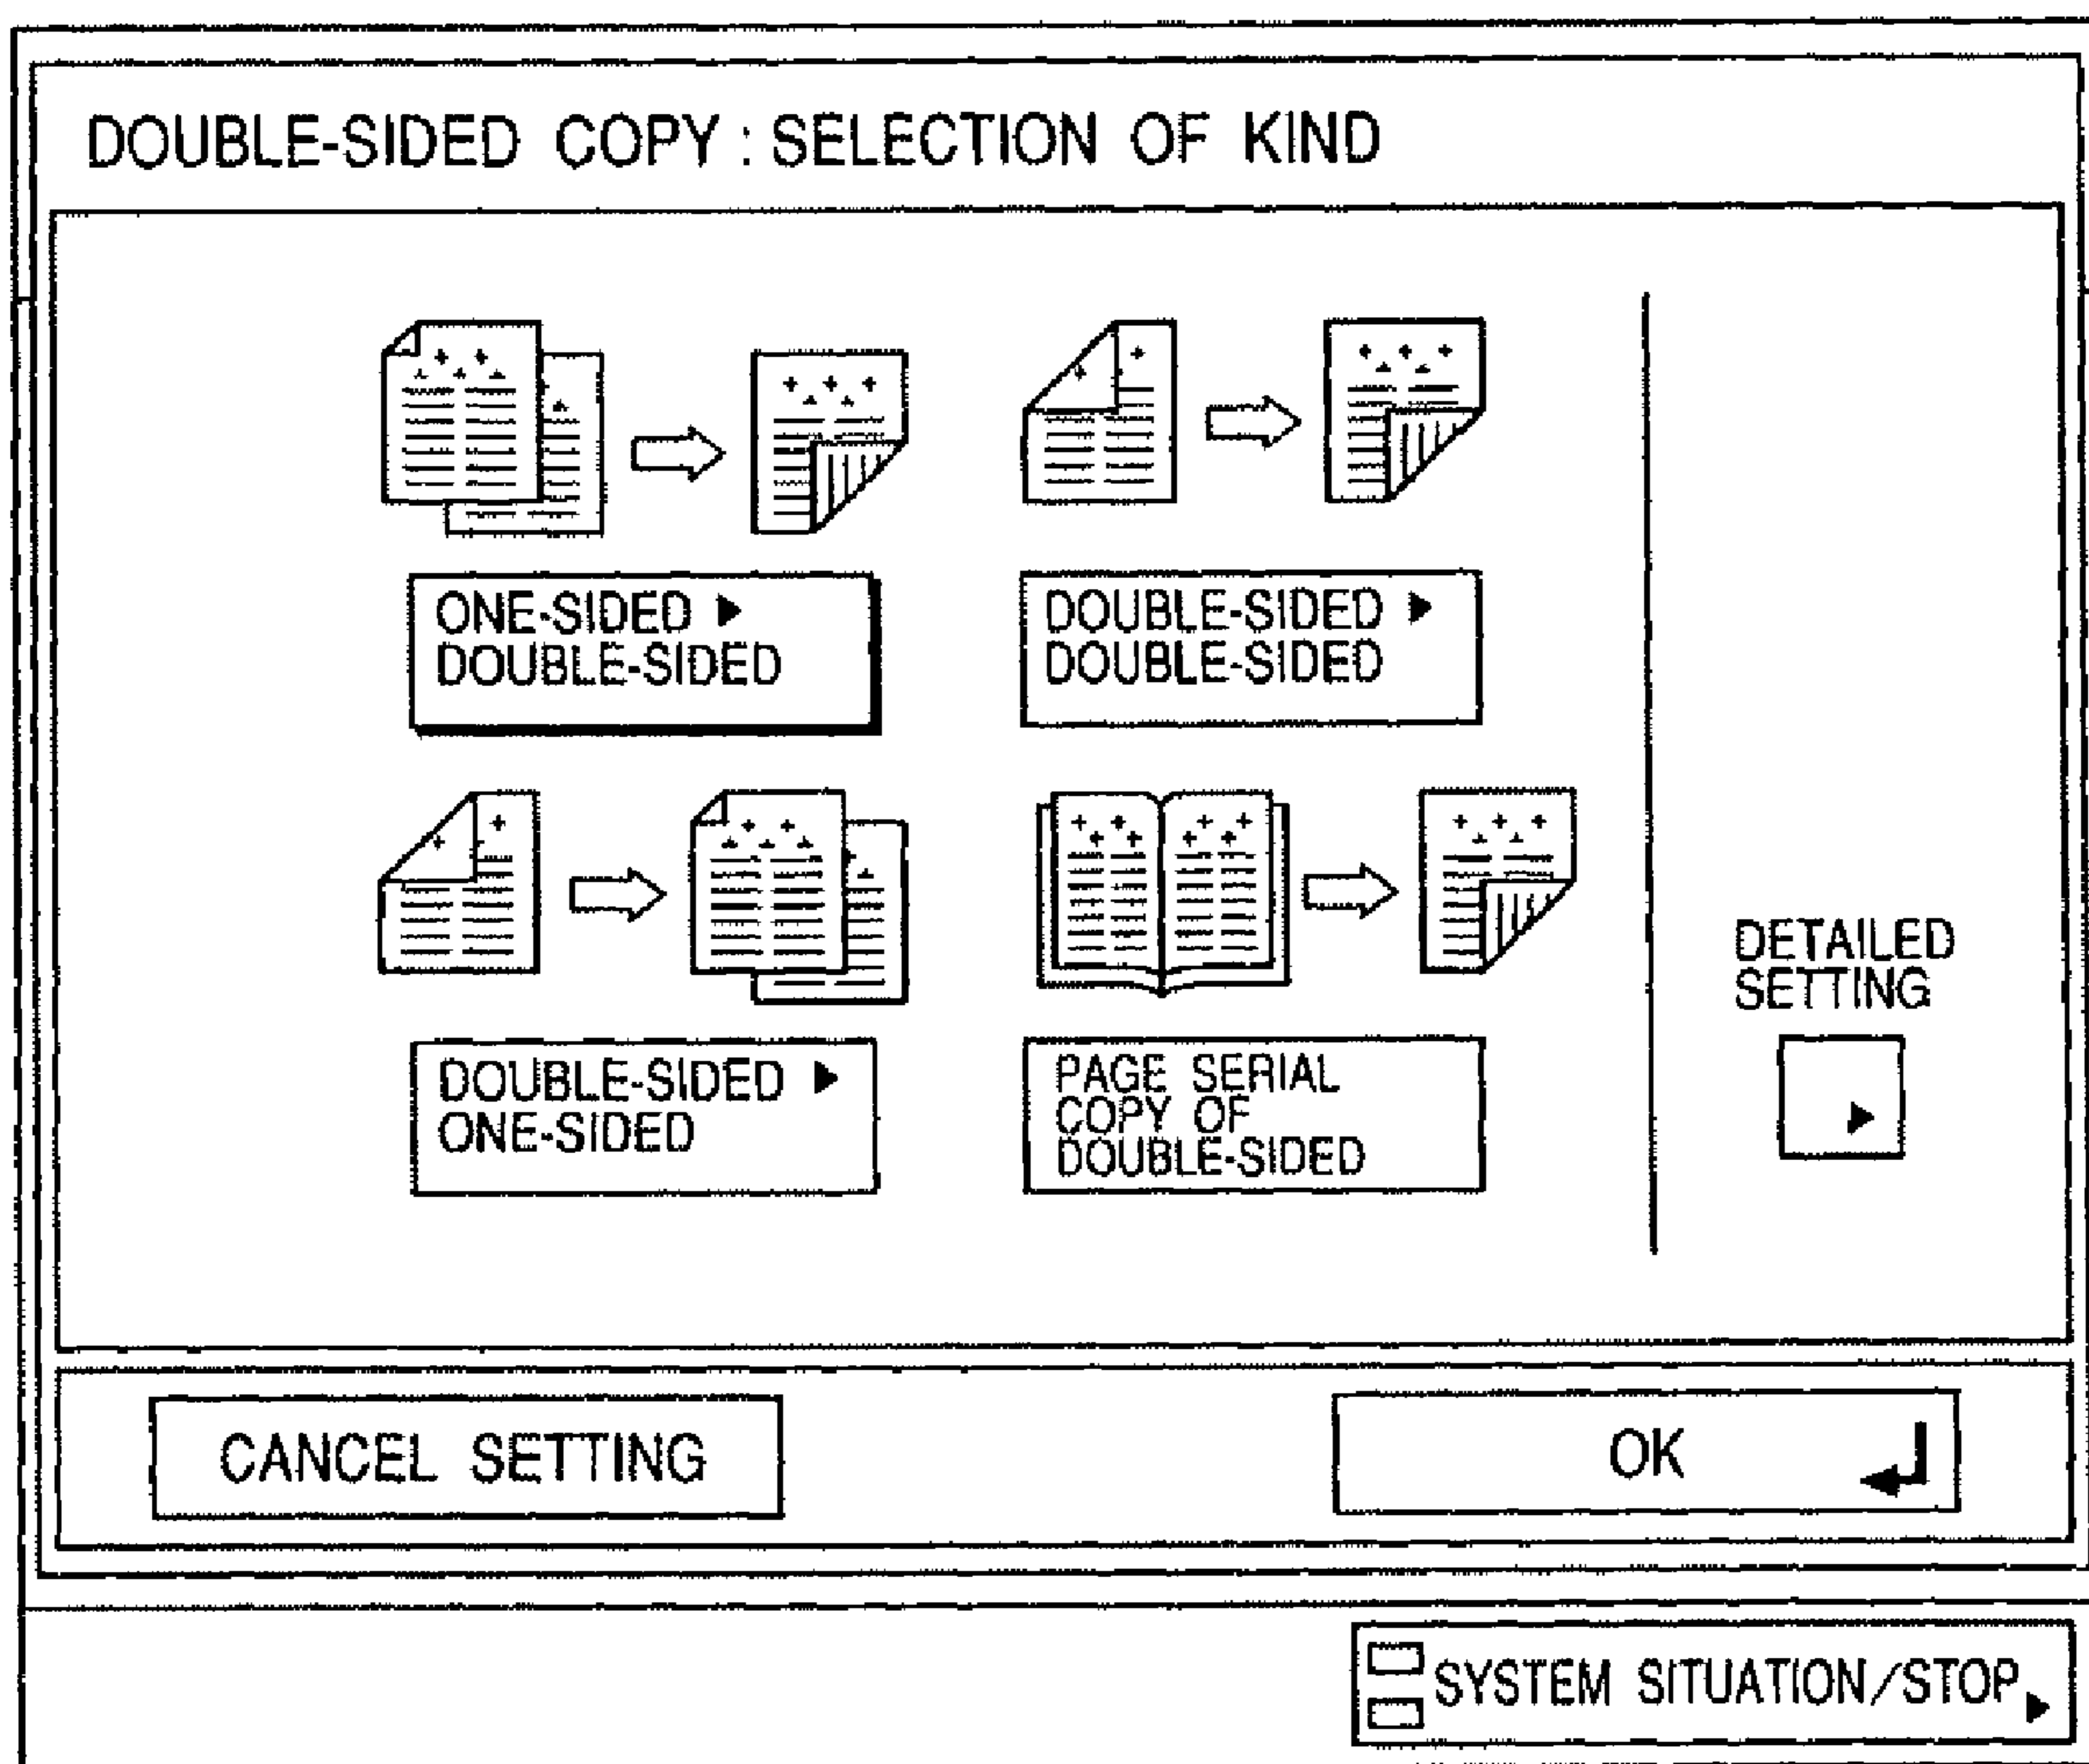 DOUBLE-SIDED COPY : SELECTION OF KIND
ONE-SIDED ▶
DOUBLE-SIDED
DOUBLE-SIDED ▶
DOUBLE-SIDED
DOUBLE-SIDED ▶
ONE-SIDED
PAGE SERIAL
COPY OF
DOUBLE-SIDED
DETAILED
SETTING
CANCEL SETTING
OK
SYSTEM SITUATION/STOP